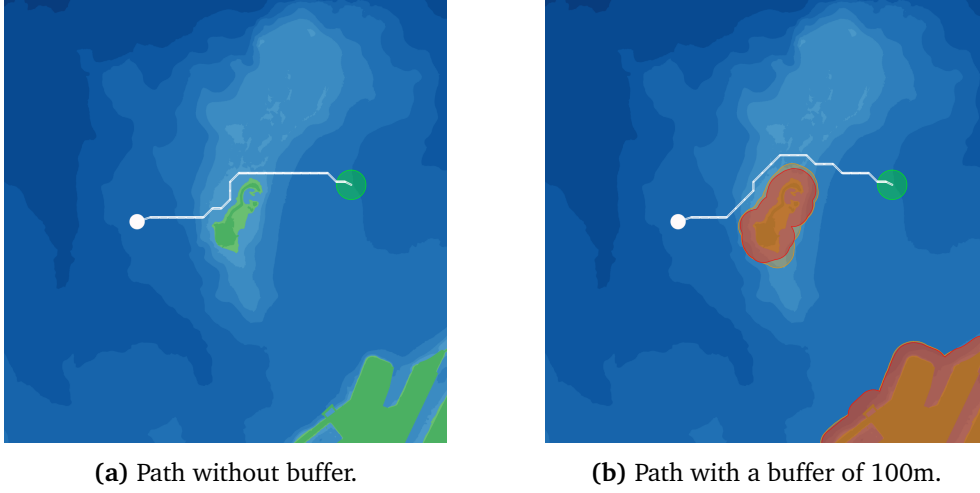 (a) Path without buffer.
(b) Path with a buffer of 100m.